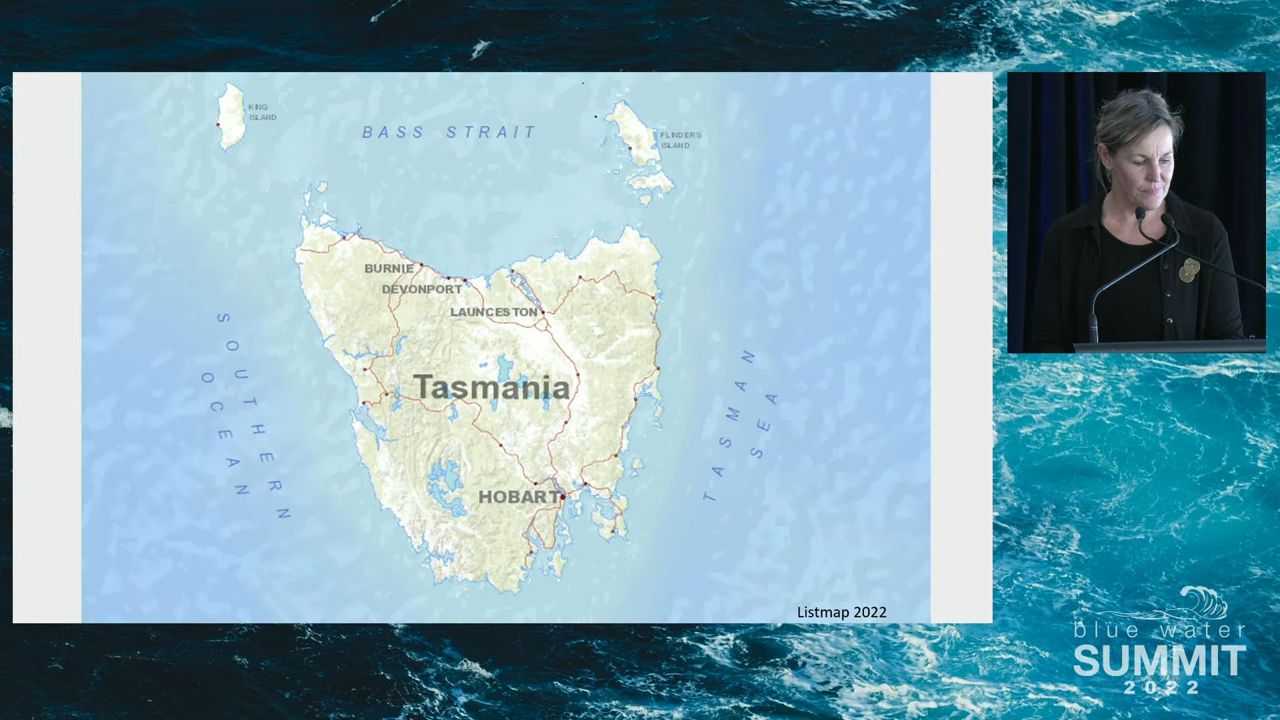 KING
ISLAND
BASS STRAIT
FLINDERS
ISLAND
BURNIE
DEVONPORT
LAUNCESTON
SOUTHERN
OCEAN
Tasmania
TASMAN
SEA
HOBART
Listmap 2022
blue water
SUMMIT
2022